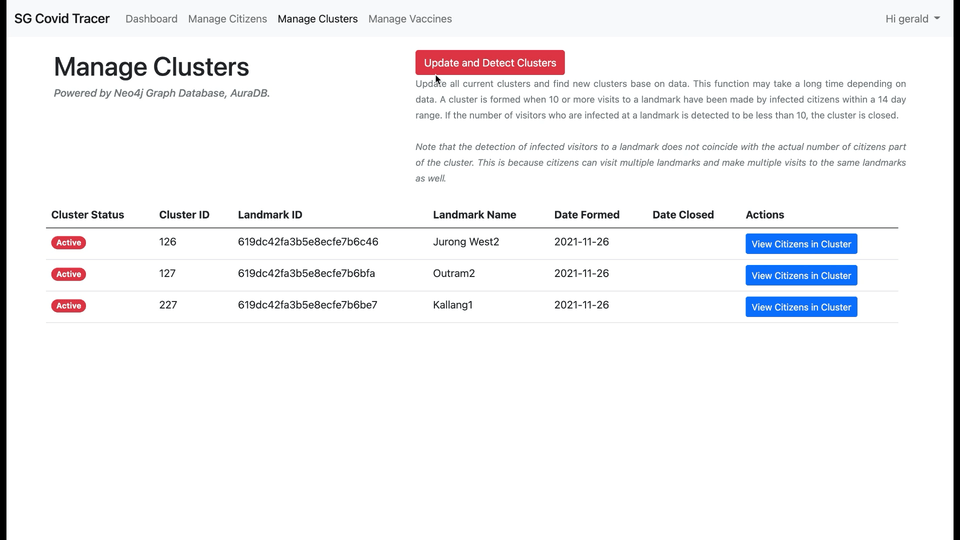 SG Covid Tracer Dashboard Manage Citizens Manage Clusters Manage Vaccines Hi gerald
Manage Clusters
Powered by Neo4j Graph Database, AuraDB.
Update and Detect Clusters
Update all current clusters and find new clusters base on data. This function may take a long time depending on
data. A cluster is formed when 10 or more visits to a landmark have been made by infected citizens within a 14 day
range. If the number of visitors who are infected at a landmark is detected to be less than 10, the cluster is closed.
Note that the detection of infected visitors to a landmark does not coincide with the actual number of citizens part
of the cluster. This is because citizens can visit multiple landmarks and make multiple visits to the same landmarks
as well.
Cluster Status Cluster ID Landmark ID Landmark Name Date Formed Date Closed Actions
Active 126 619dc42fa3b5e8ecfe7b6c46 Jurong West2 2021-11-26 View Citizens in Cluster
Active 127 619dc42fa3b5e8ecfe7b6bfa Outram2 2021-11-26 View Citizens in Cluster
Active 227 619dc42fa3b5e8ecfe7b6be7 Kallang1 2021-11-26 View Citizens in Cluster